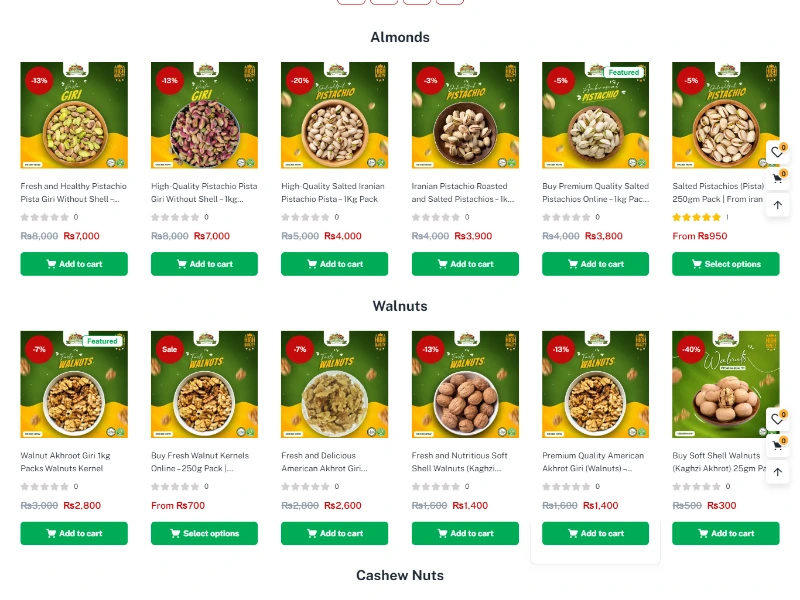 Almonds
-13%
GIRI
-13%
GIRI
-20%
PISTACHIO
-3%
PISTACHIO
-5%
Featured
PISTACHIO
-5%
PISTACHIO
Fresh and Healthy Pistachio
Pista Giri Without Shell –...
0
Rs8,000 Rs7,000
Add to cart
High-Quality Pistachio Pista
Giri Without Shell – 1kg...
0
Rs8,000 Rs7,000
Add to cart
High-Quality Salted Iranian
Pistachio Pista – 1Kg Pack
0
Rs5,000 Rs4,000
Add to cart
Iranian Pistachio Roasted
and Salted Pistachios – 1k...
0
Rs4,000 Rs3,900
Add to cart
Buy Premium Quality Salted
Pistachios Online – 1kg Pac...
0
Rs4,000 Rs3,800
Add to cart
Salted Pistachios (Pista)
250gm Pack | From iran
1
From Rs950
Select options
0
0
Walnuts
-7%
Featured
WALNUTS
Sale
WALNUTS
-7%
WALNUTS
-13%
WALNUTS
-13%
WALNUTS
-40%
Walnuts
Walnut Akhroot Giri 1kg
Packs Walnuts Kernel
0
Rs3,000 Rs2,800
Add to cart
Buy Fresh Walnut Kernels
Online – 250g Pack |...
0
From Rs700
Select options
Fresh and Delicious
American Akhrot Giri...
0
Rs2,800 Rs2,600
Add to cart
Fresh and Nutritious Soft
Shell Walnuts (Kaghzi...
0
Rs1,600 Rs1,400
Add to cart
Premium Quality American
Akhrot Giri (Walnuts) –...
0
Rs1,600 Rs1,400
Add to cart
Buy Soft Shell Walnuts
(Kaghzi Akhrot) 25gm Pa
0
Rs500 Rs300
Add to cart
0
0
Cashew Nuts